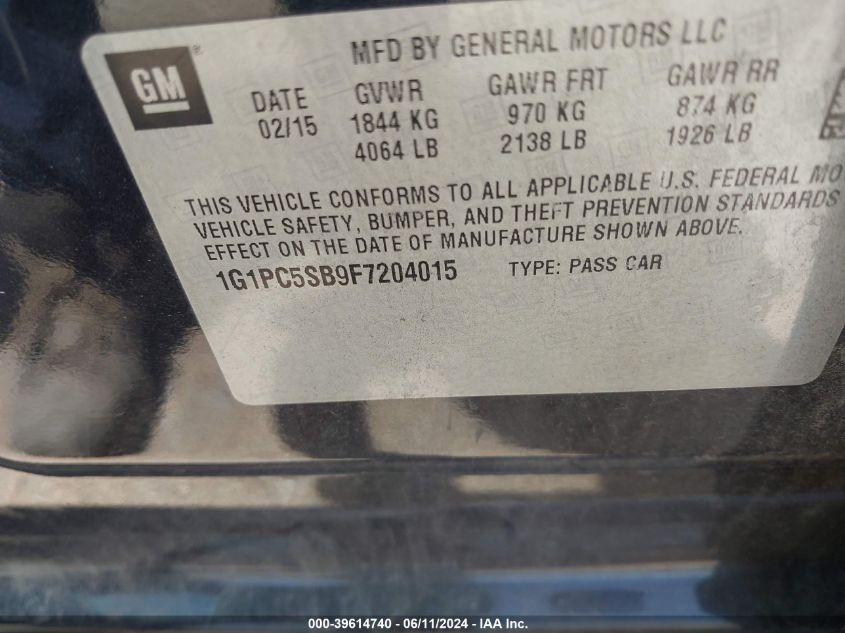 GM
®
MFD BY GENERAL MOTORS LLC
DATE GVWR GAWR FRT GAWR RR
02/15 1844 KG 970 KG 874 KG
4064 LB 2138 LB 1926 LB
THIS VEHICLE CONFORMS TO ALL APPLICABLE U.S. FEDERAL MO
VEHICLE SAFETY, BUMPER, AND THEFT PREVENTION STANDARDS
EFFECT ON THE DATE OF MANUFACTURE SHOWN ABOVE.
1G1PC5SB9F7204015 TYPE: PASS CAR
000-39614740 - 06/11/2024 - IAA Inc.